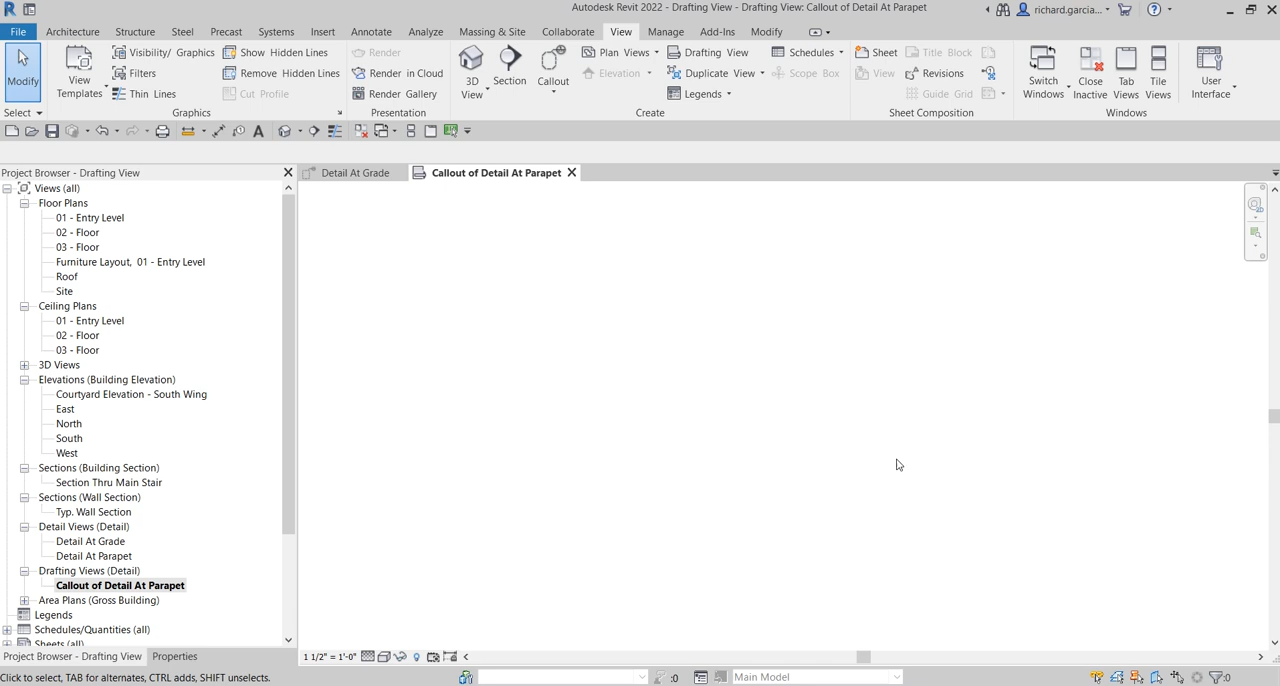 Autodesk Revit 2022 - Drafting View - Drafting View: Callout of Detail At Parapet
richard.garcia...
File Architecture Structure Steel Precast Systems Insert Annotate Analyze Massing & Site Collaborate View Manage Add-Ins Modify
Modify
Select
View Templates
Visibility/ Graphics
Filters
Thin Lines
Show Hidden Lines
Remove Hidden Lines
Cut Profile
Graphics
Render
Render in Cloud
Render Gallery
Presentation
3D View
Section
Callout
Plan Views
Elevation
Drafting View
Duplicate View
Legends
Schedules
Scope Box
Create
Sheet
View
Title Block
Revisions
Guide Grid
Sheet Composition
Switch Windows
Close Inactive
Tab Views
Tile Views
Windows
User Interface
Project Browser - Drafting View
Detail At Grade
Callout of Detail At Parapet
Views (all)
Floor Plans
01 - Entry Level
02 - Floor
03 - Floor
Furniture Layout, 01 - Entry Level
Roof
Site
Ceiling Plans
01 - Entry Level
02 - Floor
03 - Floor
3D Views
Elevations (Building Elevation)
Courtyard Elevation - South Wing
East
North
South
West
Sections (Building Section)
Section Thru Main Stair
Sections (Wall Section)
Typ. Wall Section
Detail Views (Detail)
Detail At Grade
Detail At Parapet
Drafting Views (Detail)
Callout of Detail At Parapet
Area Plans (Gross Building)
Legends
Schedules/Quantities (all)
Sheets (all)
Project Browser - Drafting View
Properties
1 1/2" = 1'-0"
Click to select, TAB for alternates, CTRL adds, SHIFT unselects.
:0
Main Model
:0